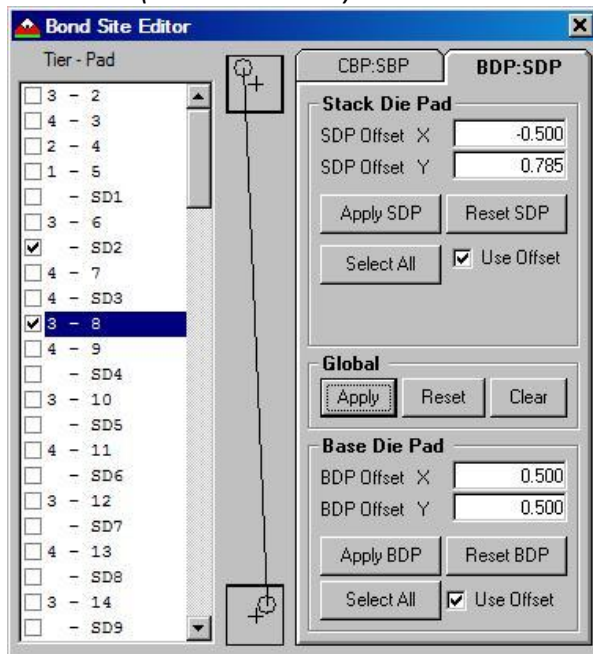 Bond Site Editor
Tier - Pad
3 - 2
4 - 3
2 - 4
1 - 5
- SD1
3 - 6
- SD2
4 - 7
4 - SD3
3 - 8
4 - 9
- SD4
3 - 10
- SD5
4 - 11
- SD6
3 - 12
- SD7
4 - 13
- SD8
3 - 14
- SD9
CBP:SBP BDP:SDP
Stack Die Pad
SDP Offset X -0.500
SDP Offset Y 0.785
Apply SDP Reset SDP
Select All Use Offset
Global
Apply Reset Clear
Base Die Pad
BDP Offset X 0.500
BDP Offset Y 0.500
Apply BDP Reset BDP
Select All Use Offset